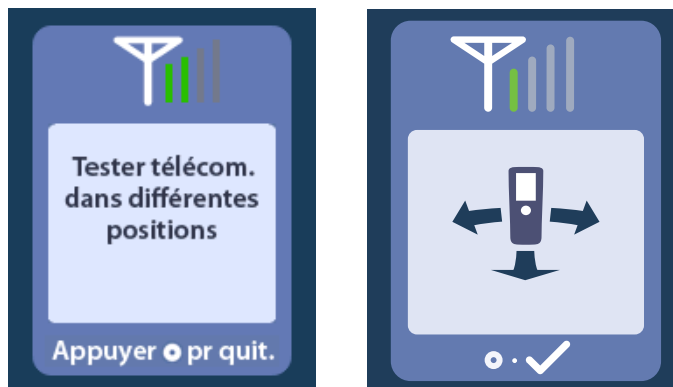 Tester télécom.
dans différentes
positions
Appuyer pr quit.